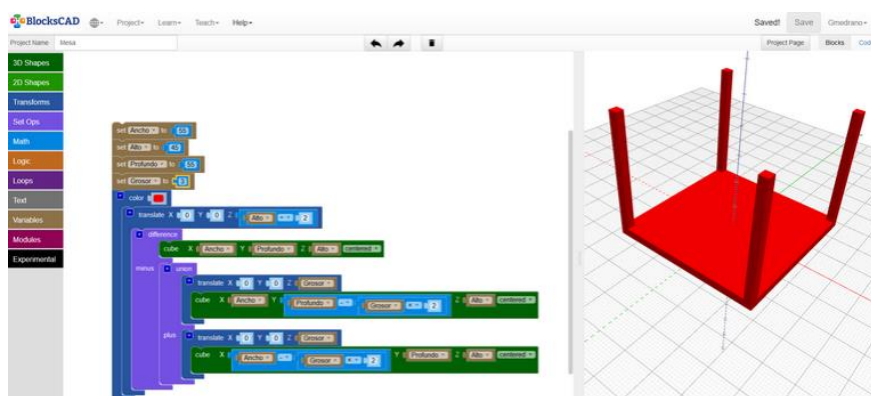 BlocksCAD Project Learn Teach Help Saved! Save Gmedrano
Project Name Mesa Project Page Blocks Code
3D Shapes
2D Shapes
Transforms
Set Ops
Math
Logic
Loops
Text
Variables
Modules
Experimental
set Ancho to 55
set Alto to 45
set Profundo to 55
set Grosor to 3
color
translate X 0 Y 0 Z Alto ÷ 2
difference
cube X Ancho Y Profundo Z Alto centered
minus union
translate X 0 Y 0 Z Grosor
cube X Ancho Y Profundo - Grosor × 2 Z Alto centered
plus translate X 0 Y 0 Z Grosor
cube X Ancho - Grosor × 2 Y Profundo Z Alto centered